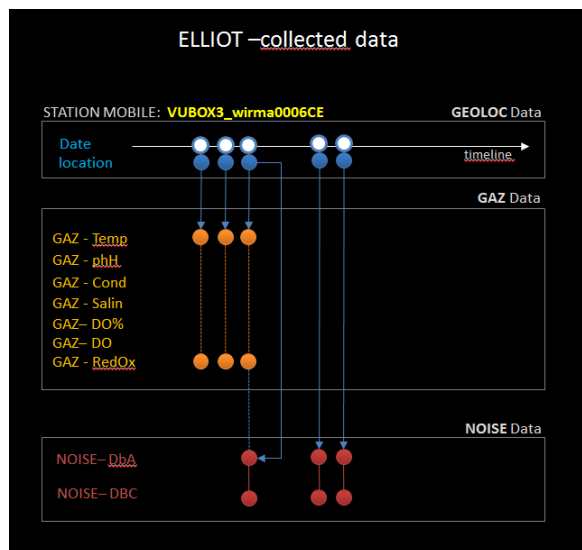 ELLIOT –collected data
STATION MOBILE: VUBOX3_wirma0006CE GEOLOC Data
Date
location
timeline
GAZ Data
GAZ - Temp
GAZ - phH
GAZ - Cond
GAZ - Salin
GAZ– DO%
GAZ– DO
GAZ - RedOx
NOISE Data
NOISE– DbA
NOISE– DBC